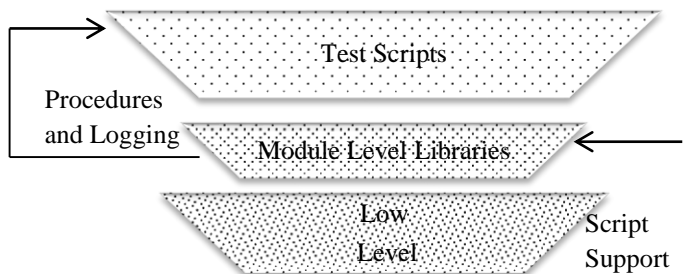 Test Scripts
Procedures
and Logging
Module Level Libraries
Low
Level
Script
Support